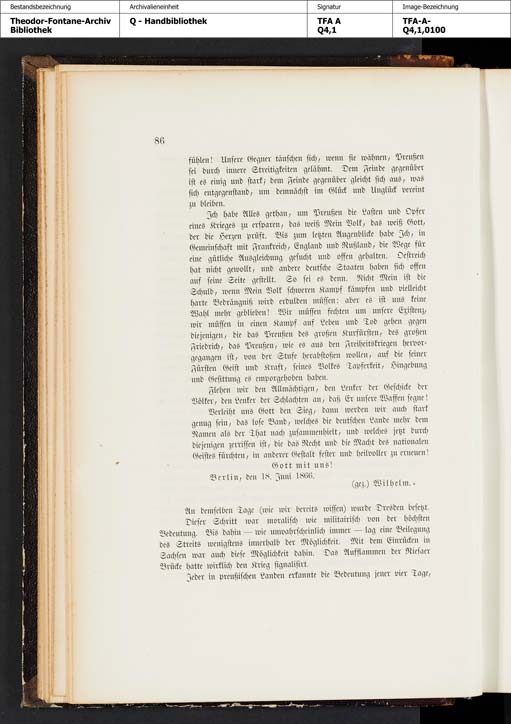 Bestandsbezeichnung
Archivalieneinheit
Signatur
Image-Bezeichnung
Theodor-Fontane-Archiv
Bibliothek
Q - Handbibliothek
TFA A
Q4,1
TFA-A-
Q4,1,0100
86
fühlen! Unsere Gegner täuschen sich, wenn sie wähnen, Preußen
sei durch innere Streitigkeiten gelähmt. Dem Feinde gegenüber
ist es einig und stark; dem Feinde gegenüber gleicht sich aus, was
sich entgegenstand, um demnächst im Glück und Unglück vereint
zu bleiben.
Ich habe Alles gethan, um Preußen die Lasten und Opfer
eines Krieges zu ersparen, das weiß Mein Volk, das weiß Gott,
der die Herzen prüft. Bis zum letzten Augenblicke habe Ich, in
Gemeinschaft mit Frankreich, England und Rußland, die Wege für
eine gütliche Ausgleichung gesucht und offen gehalten. Oestreich
hat nicht gewollt, und andere deutsche Staaten haben sich offen
auf seine Seite gestellt. So sei es denn. Nicht Mein ist die
Schuld, wenn Mein Volk schweren Kampf kämpfen und vielleicht
harte Bedrängniß wird erdulden müssen: aber es ist uns keine
Wahl mehr geblieben! Wir müssen fechten um unsere Existenz,
wir müssen in einen Kampf auf Leben und Tod gehen gegen
diejenigen, die das Preußen des großen Kurfürsten, des großen
Friedrich, das Preußen, wie es aus den Freiheitskriegen hervor-
gegangen ist, von der Stufe herabstoßen wollen, auf die seiner
Fürsten Geist und Kraft, seines Volkes Tapferkeit, Hingebung
und Gesittung es emporgehoben haben.
Flehen wir den Allmächtigen, den Lenker der Geschicke der
Völker, den Lenker der Schlachten an, daß Er unsere Waffen segne!
Verleiht uns Gott den Sieg, dann werden wir auch stark
genug sein, das lose Band, welches die deutschen Lande mehr dem
Namen als der That nach zusammenhielt, und welches jetzt durch
diejenigen zerrissen ist, die das Recht und die Macht des nationalen
Geistes fürchten, in anderer Gestalt fester und heilvoller zu erneuen!
Gott mit uns!
Berlin, den 18. Juni 1866.
(gez.) Wilhelm.
An demselben Tage (wie wir bereits wissen) wurde Dresden besetzt.
Dieser Schritt war moralisch wie militairisch von der höchsten
Bedeutung. Bis dahin — wie unwahrscheinlich immer — lag eine Beilegung
des Streits wenigstens innerhalb der Möglichkeit. Mit dem Einrücken in
Sachsen war auch diese Möglichkeit dahin. Das Aufflammen der Riesaer
Brücke hatte wirklich den Krieg signalisirt.
Jeder in preußischen Landen erkannte die Bedeutung jener vier Tage,